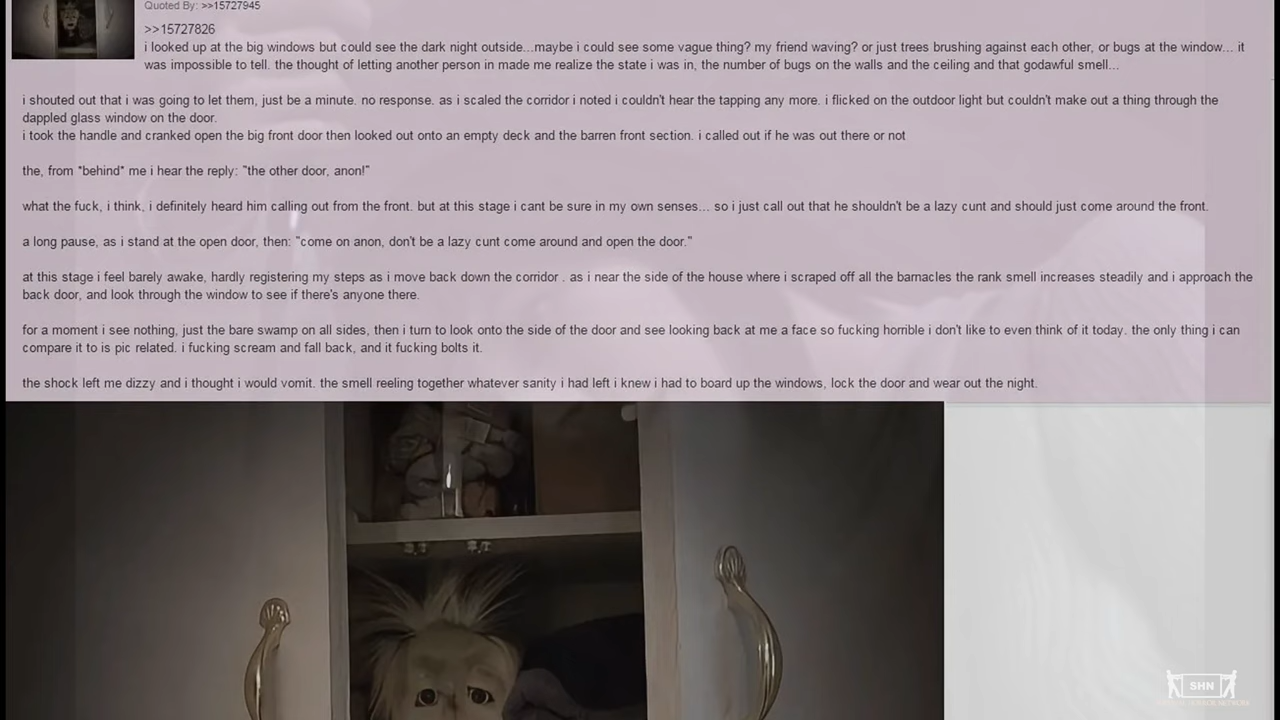 Quoted By: >>15727945
>>15727826
i looked up at the big windows but could see the dark night outside...maybe i could see some vague thing? my friend waving? or just trees brushing against each other, or bugs at the window... it
was impossible to tell. the thought of letting another person in made me realize the state i was in, the number of bugs on the walls and the ceiling and that godawful smell...
i shouted out that i was going to let them, just be a minute. no response. as i scaled the corridor i noted i couldn't hear the tapping any more. i flicked on the outdoor light but couldn't make out a thing through the
dappled glass window on the door.
i took the handle and cranked open the big front door then looked out onto an empty deck and the barren front section. i called out if he was out there or not
the, from *behind* me i hear the reply: "the other door, anon!"
what the fuck, i think, i definitely heard him calling out from the front. but at this stage i cant be sure in my own senses... so i just call out that he shouldn't be a lazy cunt and should just come around the front.
a long pause, as i stand at the open door, then: "come on anon, don't be a lazy cunt come around and open the door."
at this stage i feel barely awake, hardly registering my steps as i move back down the corridor . as i near the side of the house where i scraped off all the barnacles the rank smell increases steadily and i approach the
back door, and look through the window to see if there's anyone there.
for a moment i see nothing, just the bare swamp on all sides, then i turn to look onto the side of the door and see looking back at me a face so fucking horrible i don't like to even think of it today. the only thing i can
compare it to is pic related. i fucking scream and fall back, and it fucking bolts it.
the shock left me dizzy and i thought i would vomit. the smell reeling together whatever sanity i had left i knew i had to board up the windows, lock the door and wear out the night.
SHN